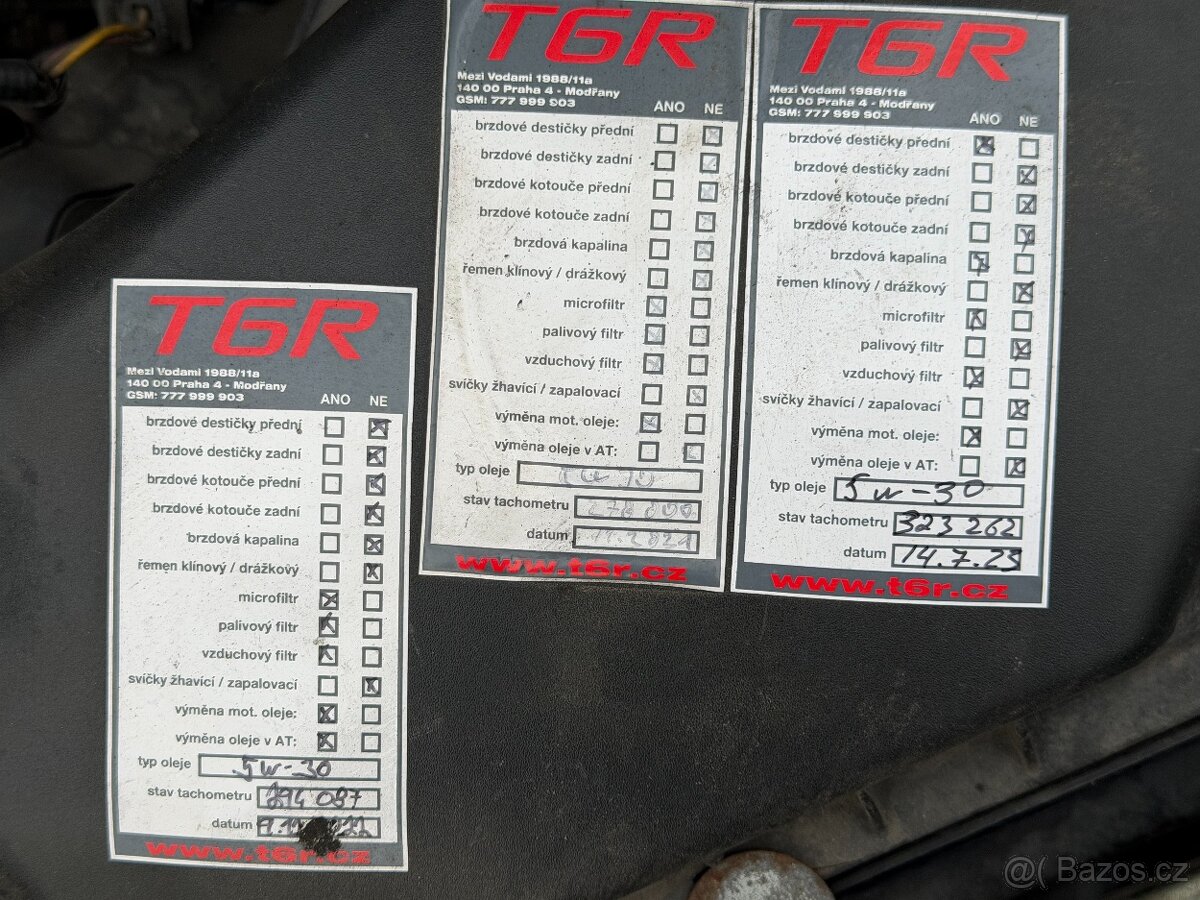 T6R
Mezi Vodami 1988/11a
140 00 Praha 4 - Modřany
GSM: 777 999 903
ANO NE
brzdové destičky přední
brzdové destičky zadní
brzdové kotouče přední
brzdové kotouče zadní
brzdová kapalina
řemen klínový / drážkový
microfiltr
palivový filtr
vzduchový filtr
svíčky žhavící / zapalovací
výměna mot. oleje:
výměna oleje v AT:
typ oleje 5w-30
stav tachometru 294 087
datum
www.t6r.cz
T6R
Mezi Vodami 1988/11a
140 00 Praha 4 - Modřany
GSM: 777 999 903
ANO NE
brzdové destičky přední
brzdové destičky zadní
brzdové kotouče přední
brzdové kotouče zadní
brzdová kapalina
řemen klínový / drážkový
microfiltr
palivový filtr
vzduchový filtr
svíčky žhavící / zapalovací
výměna mot. oleje:
výměna oleje v AT:
typ oleje
stav tachometru
datum
www.t6r.cz
T6R
Mezi Vodami 1988/11a
140 00 Praha 4 - Modřany
GSM: 777 999 903
ANO NE
brzdové destičky přední
brzdové destičky zadní
brzdové kotouče přední
brzdové kotouče zadní
brzdová kapalina
řemen klínový / drážkový
microfiltr
palivový filtr
vzduchový filtr
svíčky žhavící / zapalovací
výměna mot. oleje:
výměna oleje v AT:
typ oleje 5w-30
stav tachometru 323 262
datum 14.7.23
www.t6r.cz
@( Bazos.cz